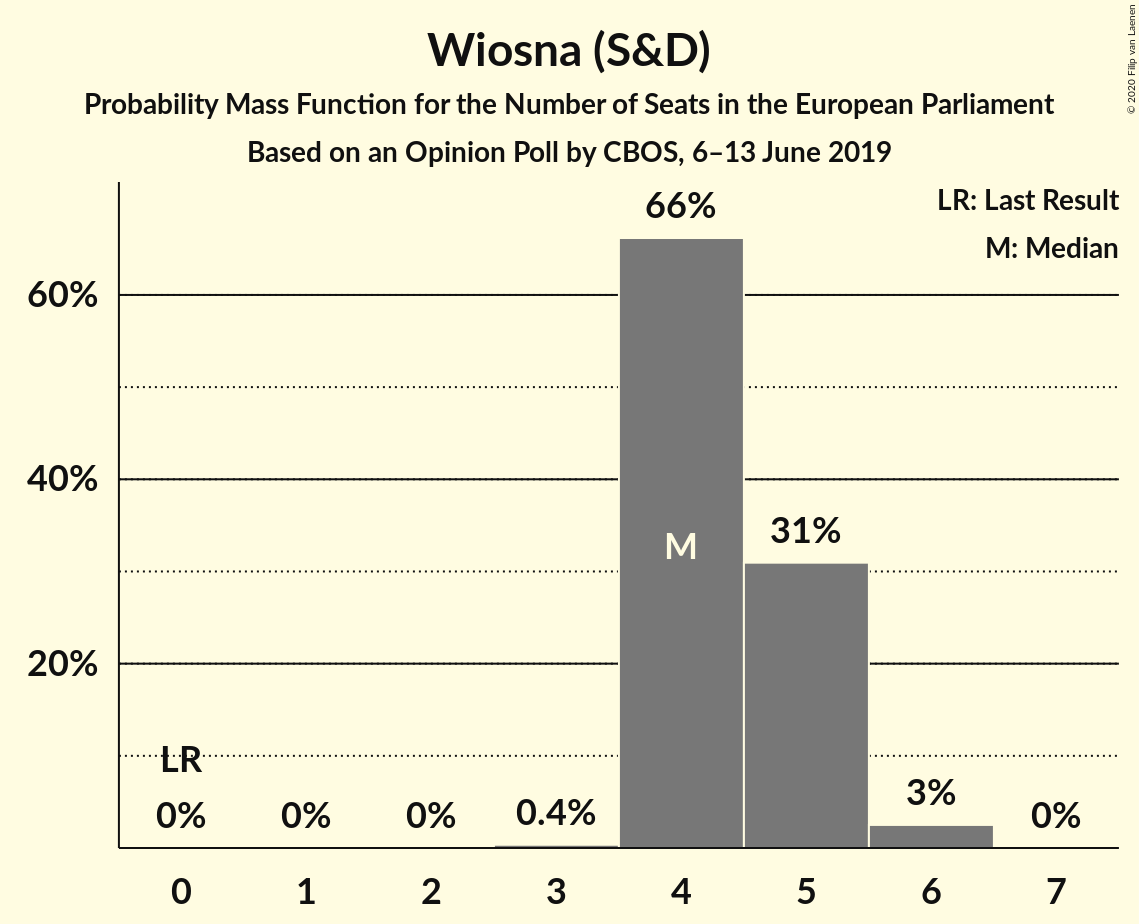 Wiosna (S&D)
Probability Mass Function for the Number of Seats in the European Parliament
Based on an Opinion Poll by CBOS, 6–13 June 2019
© 2020 Filip van Laenen
LR: Last Result
M: Median
66%
60%
40%
M
31%
20%
LR
0% 0% 0% 0.4% 3% 0%
0 1 2 3 4 5 6 7